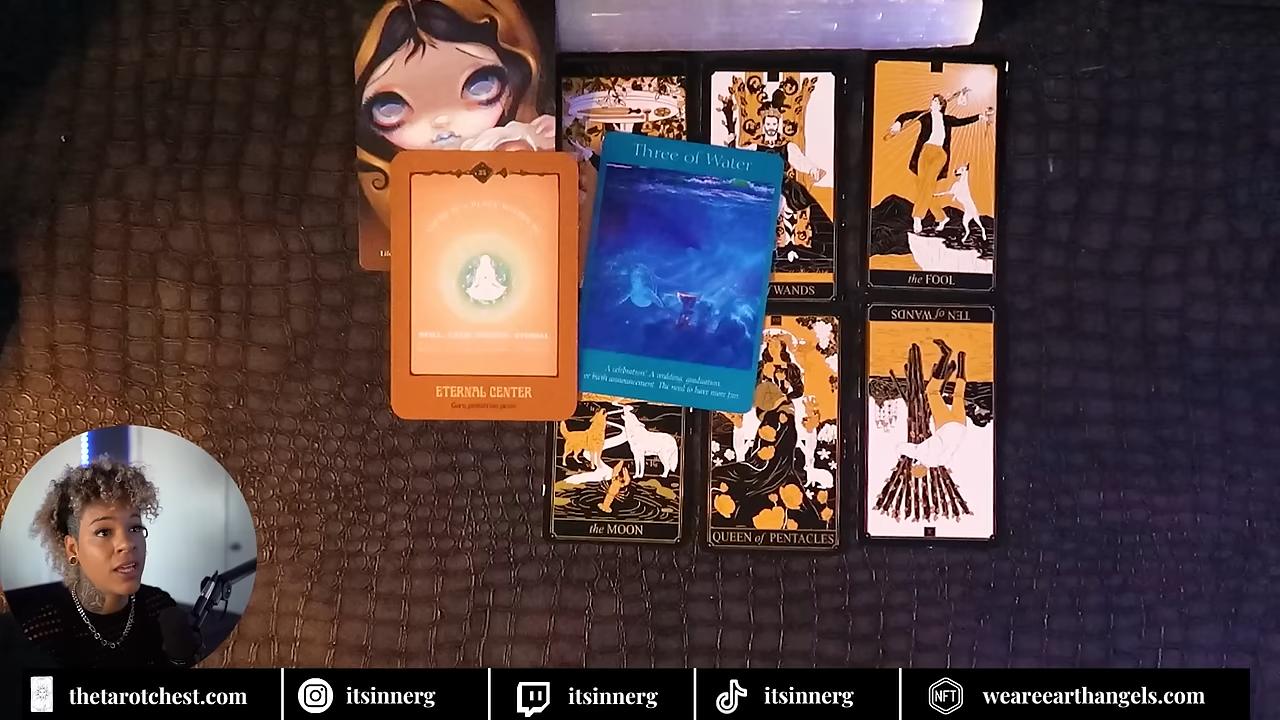 Three of Water
WANDS
the FOOL
TEN of WANDS
ETERNAL CENTER
A celebration! A wedding, graduation,
or birth announcement. The need to have more fun.
the MOON
QUEEN of PENTACLES
thetarotchest.com
itsinnerg
itsinnerg
itsinnerg
NFT
weareearthangels.com